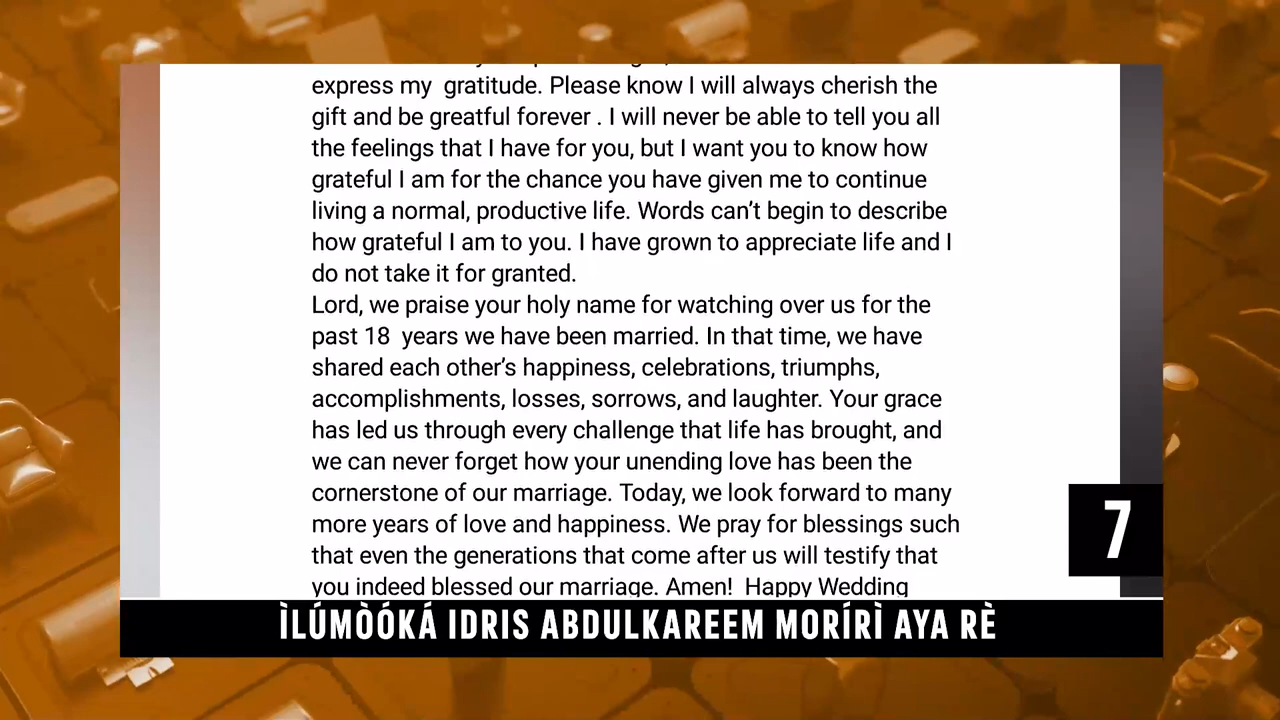 express my  gratitude. Please know I will always cherish the
gift and be greatful forever . I will never be able to tell you all
the feelings that I have for you, but I want you to know how
grateful I am for the chance you have given me to continue
living a normal, productive life. Words can’t begin to describe
how grateful I am to you. I have grown to appreciate life and I
do not take it for granted.
Lord, we praise your holy name for watching over us for the
past 18  years we have been married. In that time, we have
shared each other’s happiness, celebrations, triumphs,
accomplishments, losses, sorrows, and laughter. Your grace
has led us through every challenge that life has brought, and
we can never forget how your unending love has been the
cornerstone of our marriage. Today, we look forward to many
more years of love and happiness. We pray for blessings such
that even the generations that come after us will testify that
you indeed blessed our marriage. Amen!  Happy Wedding
7
ÌLÚMÒÓKÁ IDRIS ABDULKAREEM MORÍRÌ AYA RÈ